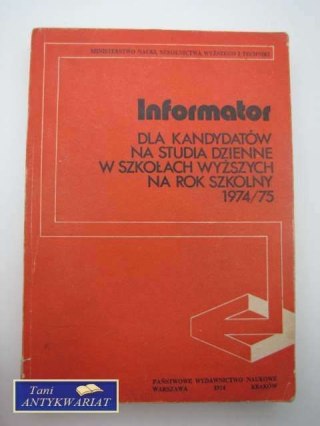 MINISTERSTWO NAUKI, SZKOLNICTWA WYŻSZEGO I TECHNIKI
Informator
DLA KANDYDATÓW
NA STUDIA DZIENNE
W SZKOŁACH WYŻSZYCH
NA ROK SZKOLNY
1974/75
PAŃSTWOWE WYDAWNICTWO NAUKOWE
WARSZAWA 1974 KRAKÓW
Tani
ANTYKWARIAT